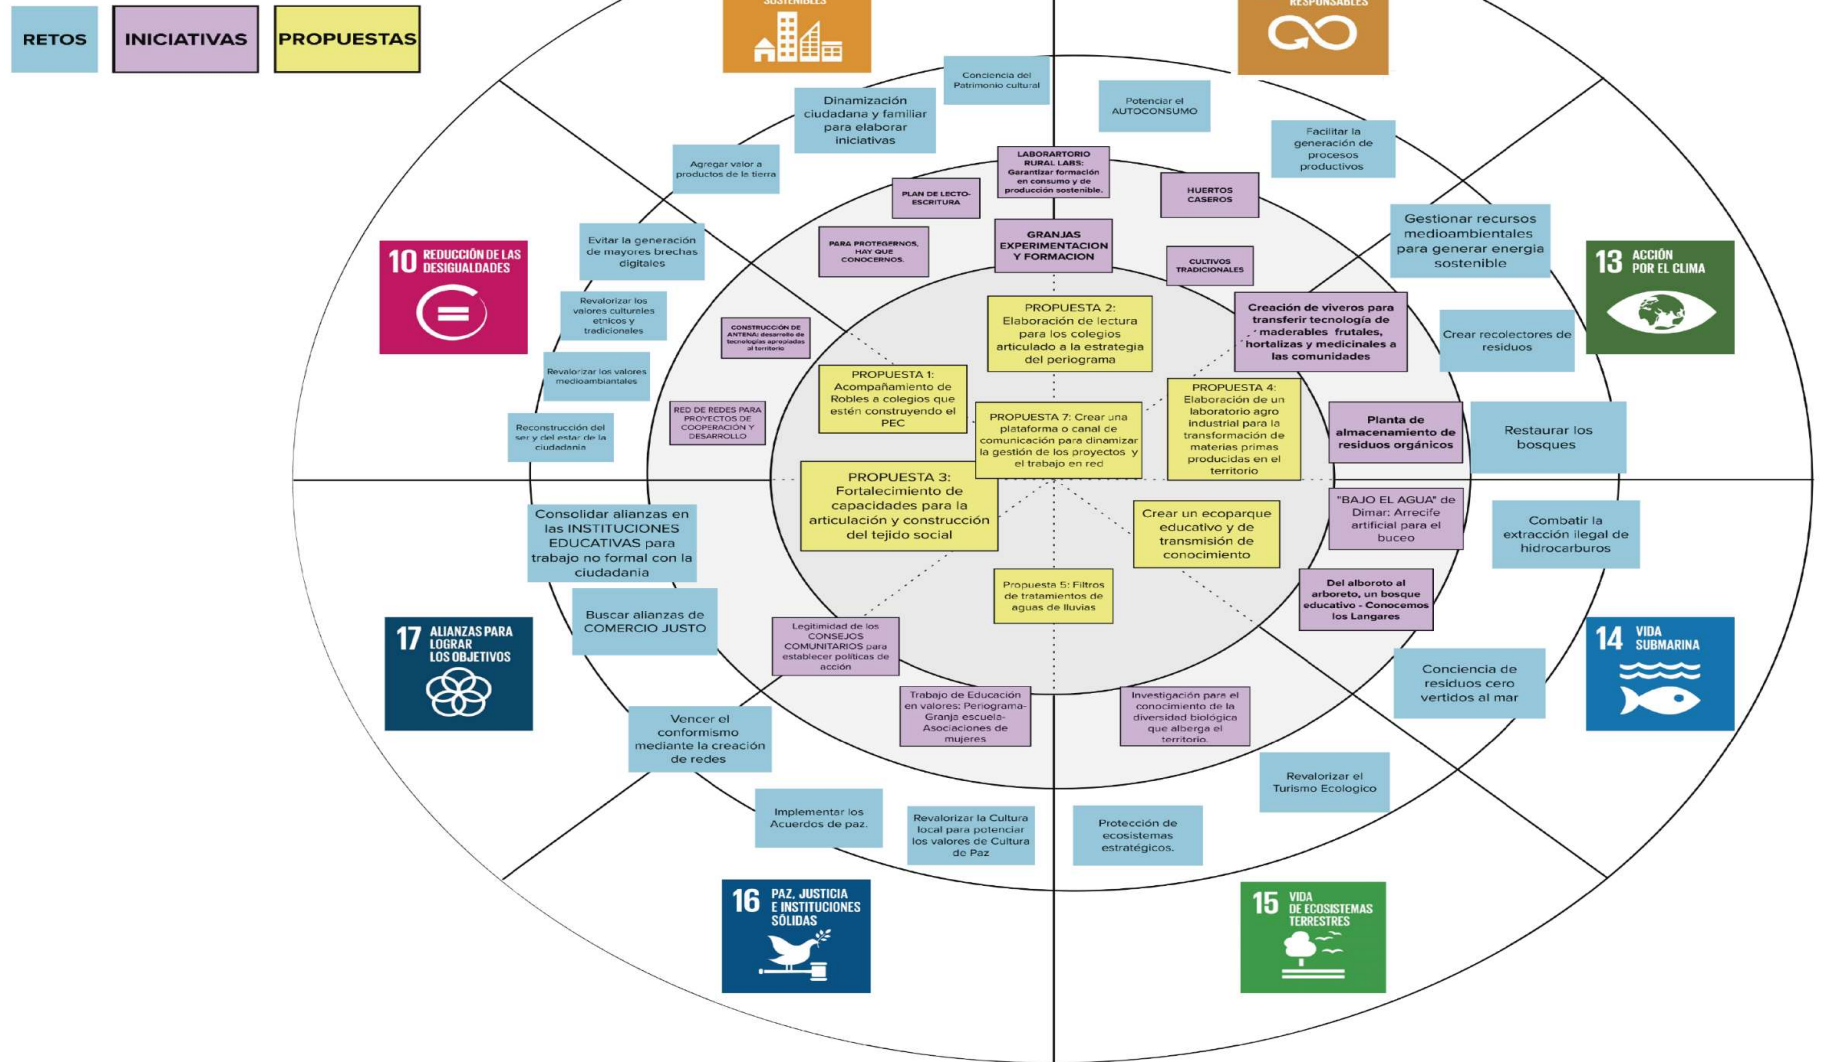 RETOS
INICIATIVAS
PROPUESTAS
SOSTENIBLES
RESPONSABLES
Conciencia del
Patrimonio cultural
Dinamización
ciudadana y familiar
para elaborar
iniciativas
Potenciar el
AUTOCONSUMO
Facilitar la
generación de
procesos
productivos
Agregar valor a
productos de la tierra
LABORARTORIO
RURAL LABS:
Garantizar formación
en consumo y de
producción sostenible.
PLAN DE LECTO-
ESCRITURA
HUERTOS
CASEROS
Gestionar recursos
medioambientales
para generar energia
sostenible
Evitar la generación
de mayores brechas
digitales
PARA PROTEGERNOS,
HAY QUE
CONOCERNOS.
GRANJAS
EXPERIMENTACION
Y FORMACION
CULTIVOS
TRADICIONALES
10 REDUCCIÓN DE LAS
DESIGUALDADES
13 ACCIÓN
POR EL CLIMA
Revalorizar los
valores culturales
etnicos y
tradicionales
CONSTRUCCIÓN DE
ANTENA: desarrollo de
tecnologías apropiadas
al territorio
PROPUESTA 2:
Elaboración de lectura
para los colegios
articulado a la estrategia
del periograma
Creación de viveros para
transferir tecnología de
maderables frutales,
hortalizas y medicinales a
las comunidades
Crear recolectores de
residuos
Revalorizar los valores
medioambiantales
PROPUESTA 1:
Acompañamiento de
Robles a colegios que
estén construyendo el
PEC
PROPUESTA 4:
Elaboración de un
laboratorio agro
industrial para la
transformación de
materias primas
producidas en el
territorio
RED DE REDES PARA
PROYECTOS DE
COOPERACIÓN Y
DESARROLLO
PROPUESTA 7: Crear una
plataforma o canal de
comunicación para dinamizar
la gestión de los proyectos y
el trabajo en red
Planta de
almacenamiento de
residuos orgánicos
Restaurar los
bosques
Reconstrucción del
ser y del estar de la
ciudadania
PROPUESTA 3:
Fortalecimiento de
capacidades para la
articulación y construcción
del tejido social
Crear un ecoparque
educativo y de
transmisión de
conocimiento
"BAJO EL AGUA" de
Dimar: Arrecife
artificial para el
buceo
Combatir la
extracción ilegal de
hidrocarburos
Consolidar alianzas en
las INSTITUCIONES
EDUCATIVAS para
trabajo no formal con la
ciudadania
Propuesta 5: Filtros
de tratamientos de
aguas de lluvias
Del alboroto al
arboreto, un bosque
educativo - Conocemos
los Langares
Buscar alianzas de
COMERCIO JUSTO
Legitimidad de los
CONSEJOS
COMUNITARIOS para
establecer políticas de
acción
17 ALIANZAS PARA
LOGRAR
LOS OBJETIVOS
14 VIDA
SUBMARINA
Conciencia de
residuos cero
vertidos al mar
Trabajo de Educación
en valores: Periograma-
Granja escuela-
Asociaciones de
mujeres
Investigación para el
conocimiento de la
diversidad biológica
que alberga el
territorio.
Vencer el
conformismo
mediante la creación
de redes
Revalorizar el
Turismo Ecologico
Implementar los
Acuerdos de paz.
Revalorizar la Cultura
local para potenciar
los valores de Cultura
de Paz
Protección de
ecosistemas
estratégicos.
16 PAZ, JUSTICIA
E INSTITUCIONES
SÓLIDAS
15 VIDA
DE ECOSISTEMAS
TERRESTRES